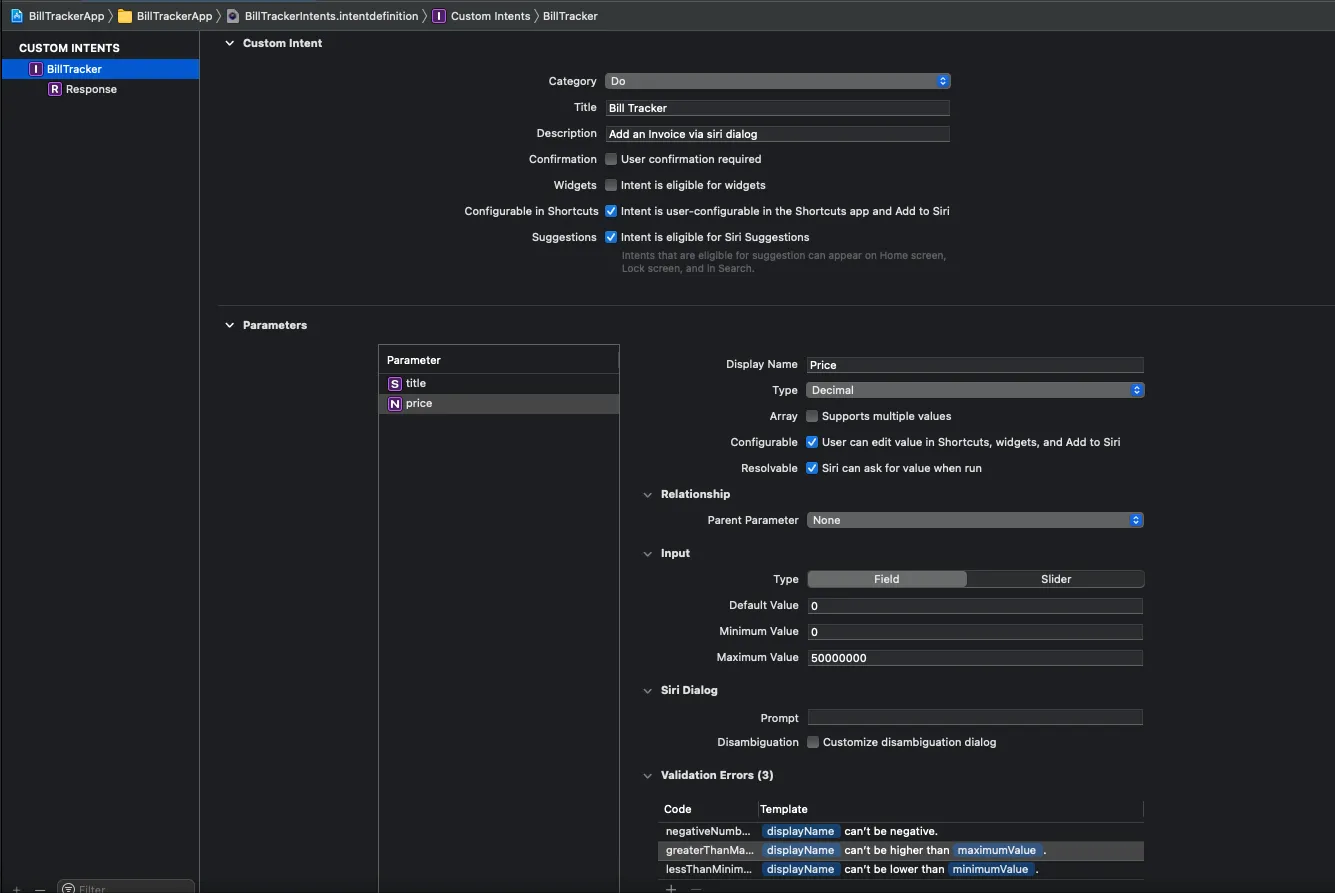 BillTrackerApp 〉 BillTrackerApp 〉 BillTrackerIntents.intentdefinition 〉 I Custom Intents 〉 BillTracker
CUSTOM INTENTS
I BillTracker
R Response
Custom Intent
Category Do
Title Bill Tracker
Description Add an Invoice via siri dialog
Confirmation User confirmation required
Widgets Intent is eligible for widgets
Configurable in Shortcuts Intent is user-configurable in the Shortcuts app and Add to Siri
Suggestions Intent is eligible for Siri Suggestions
Intents that are eligible for suggestion can appear on Home screen,
Lock screen, and in Search.
Parameters
Parameter
S title
N price
Display Name Price
Type Decimal
Array Supports multiple values
Configurable User can edit value in Shortcuts, widgets, and Add to Siri
Resolvable Siri can ask for value when run
Relationship
Parent Parameter None
Input
Type Field Slider
Default Value 0
Minimum Value 0
Maximum Value 50000000
Siri Dialog
Prompt
Disambiguation Customize disambiguation dialog
Validation Errors (3)
Code Template
negativeNumb... displayName can't be negative.
greaterThanMa... displayName can't be higher than maximumValue .
lessThanMinim... displayName can't be lower than minimumValue .
Filter